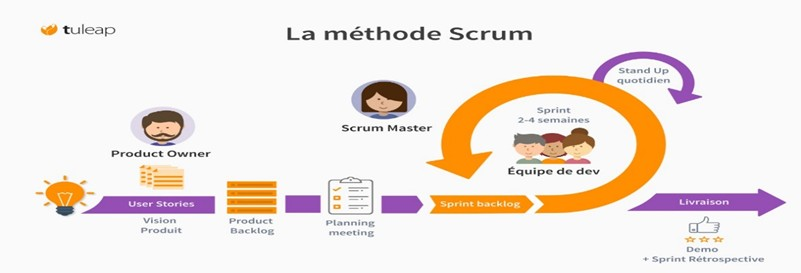 tuleap
La méthode Scrum
Stand Up
quotidien
Sprint
2-4 semaines
Scrum Master
Product Owner
Équipe de dev
User Stories
Sprint backlog
Livraison
Vision
Produit
Product
Backlog
Planning
meeting
Demo
+ Sprint Rétrospective